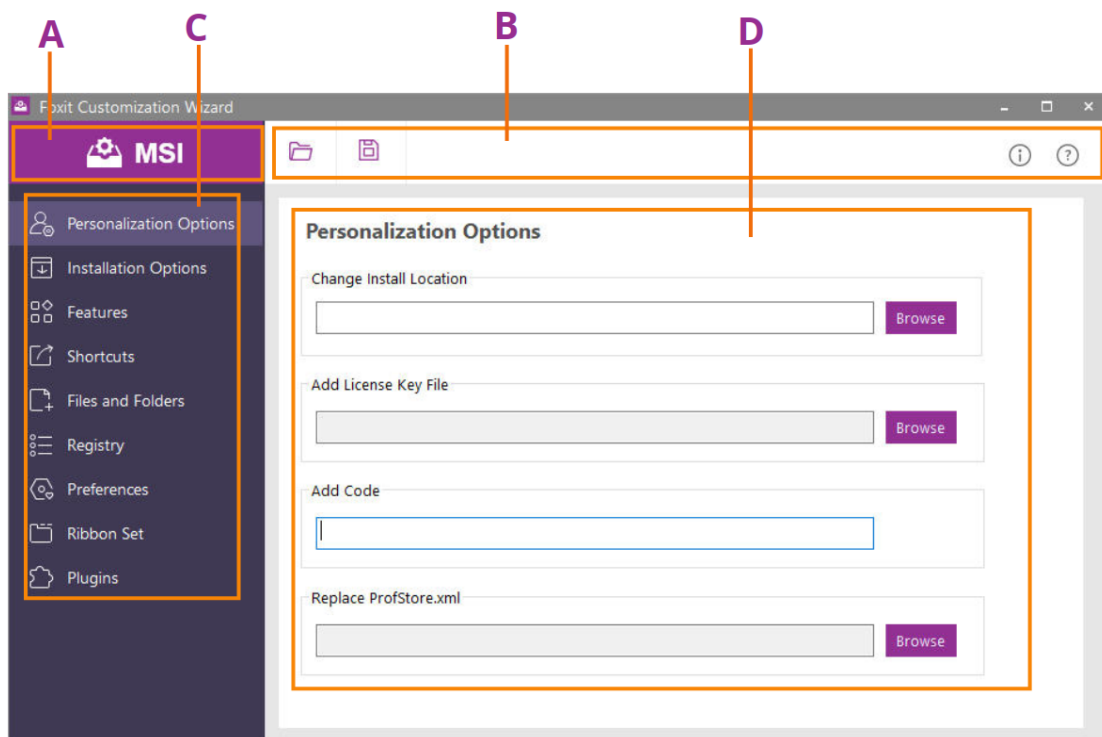 A
C
B
D
Foxit Customization Wizard
MSI
Personalization Options
Installation Options
Features
Shortcuts
Files and Folders
Registry
Preferences
Ribbon Set
Plugins
Personalization Options
Change Install Location
Browse
Add License Key File
Browse
Add Code
Replace ProfStore.xml
Browse